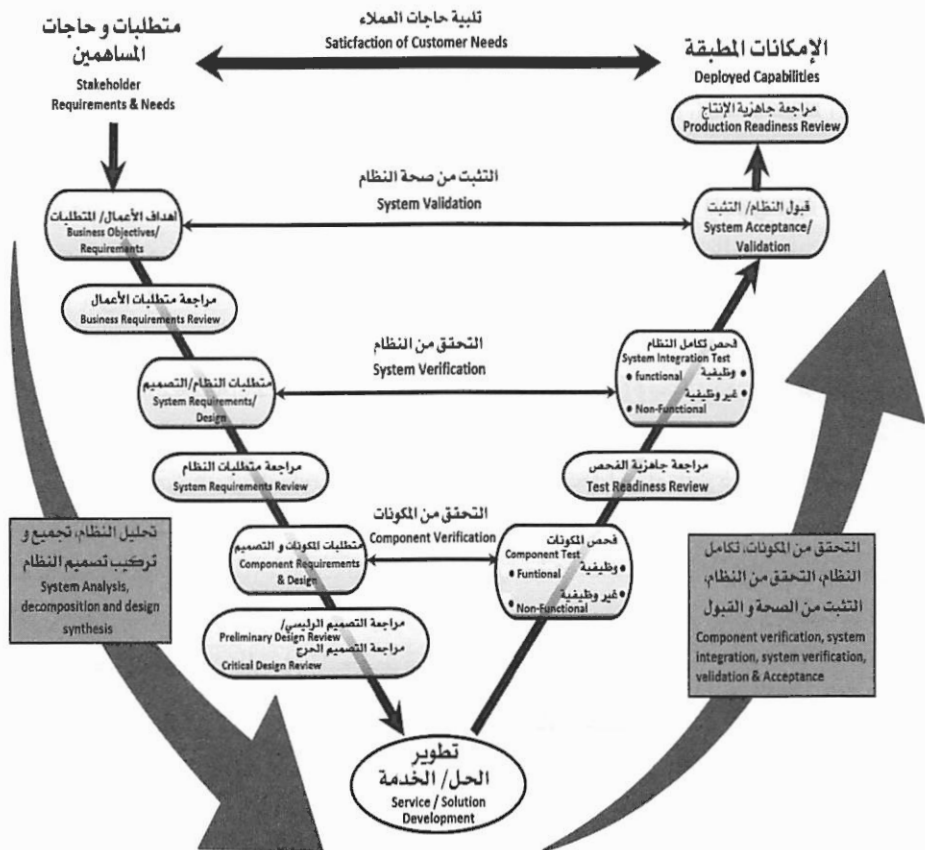 متطلبات و حاجات
المساهمين
Stakeholder
Requirements & Needs
تلبية حاجات العملاء
Saticfaction of Customer Needs
الإمكانات المطبقة
Deployed Capabilities
مراجعة جاهزية الإنتاج
Production Readiness Review
التثبت من صحة النظام
System Validation
اهداف الأعمال/ المتطلبات
Business Objectives/
Requiremants
قبول النظام/ التثبت
System Acceptance/
Validation
مراجعة متطلبات الأعمال
Business Requirements Review
التحقق من النظام
System Verification
متطلبات النظام/التصميم
System Requirements/
Design
فحص تكامل النظام
System Integration Test
• وظيفية
• functional
• غير وظيفية
• Non-Functional
مراجعة متطلبات النظام
System Requirements Review
مراجعة جاهزية الفحص
Test Readiness Review
التحقق من المكونات
Component Verification
متطلبات المكونات و التصميم
Component Requirements
& Design
فحص المكونات
Component Test
• وظيفية
• Funtional
• غير وظيفية
• Non-Functional
تحليل النظام، تجميع و
تركيب تصميم النظام
System Analysis,
decomposition and design
synthesis
التحقق من المكونات، تكامل
النظام، التحقق من النظام،
التثبت من الصحة و القبول
Component verification, system
integration, system verification,
validation & Acceptance
مراجعة التصميم الرئيسي/
Preliminary Design Review
مراجعة التصميم الحرج
Critical Design Review
تطوير
الحل/ الخدمة
Service / Solution
Development